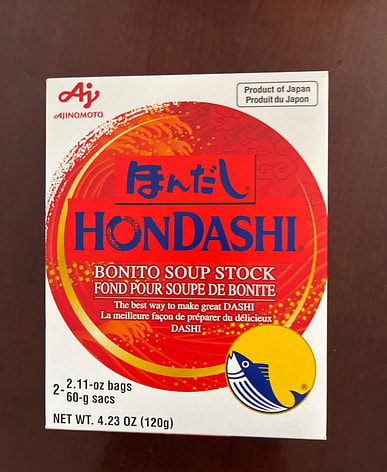 Aj
AJINOMOTO®
Product of Japan
Produit du Japon
ほんだし®
HONDASHI®
BONITO SOUP STOCK
FOND POUR SOUPE DE BONITE
The best way to make great DASHI
La meilleure façon de préparer du délicieux
DASHI
2- 2.11-oz bags
60-g sacs
NET WT. 4.23 OZ (120g)
®